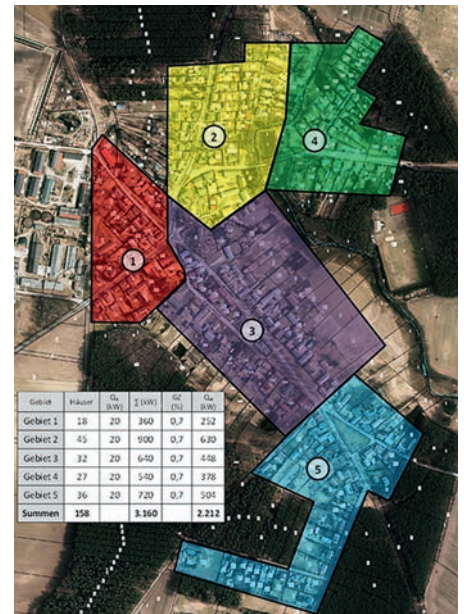 2
4
1
3
5
Gebiet Häuser Qₙ (kW) Σ (kW) GZ (%) (kW)
Gebiet 1 18 20 360 0,7 252
Gebiet 2 45 20 900 0,7 630
Gebiet 3 32 20 640 0,7 448
Gebiet 4 27 20 540 0,7 378
Gebiet 5 36 20 720 0,7 504
Summen 158 3.160 2.212